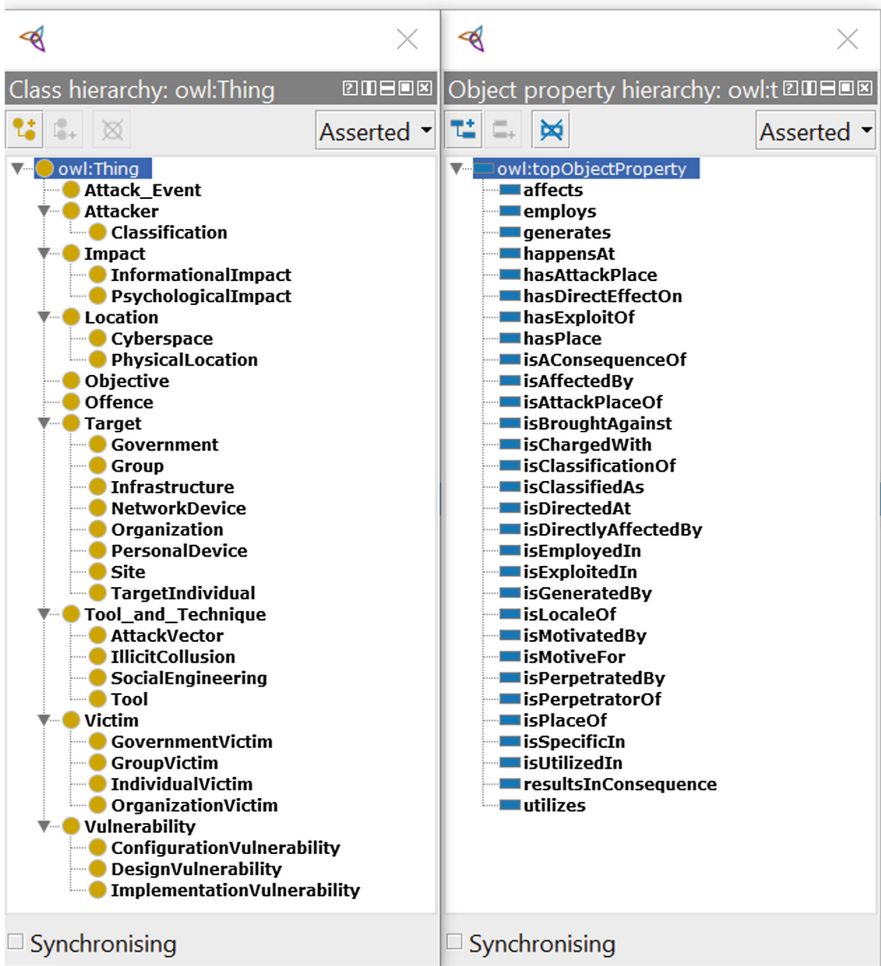 Class hierarchy: owl:Thing
Asserted
owl:Thing
Attack_Event
Attacker
Classification
Impact
InformationalImpact
PsychologicalImpact
Location
Cyberspace
PhysicalLocation
Objective
Offence
Target
Government
Group
Infrastructure
NetworkDevice
Organization
PersonalDevice
Site
TargetIndividual
Tool_and_Technique
AttackVector
IllicitCollusion
SocialEngineering
Tool
Victim
GovernmentVictim
GroupVictim
IndividualVictim
OrganizationVictim
Vulnerability
ConfigurationVulnerability
DesignVulnerability
ImplementationVulnerability
Synchronising
Object property hierarchy: owl:t
Asserted
owl:topObjectProperty
affects
employs
generates
happensAt
hasAttackPlace
hasDirectEffectOn
hasExploitOf
hasPlace
isAConsequenceOf
isAffectedBy
isAttackPlaceOf
isBroughtAgainst
isChargedWith
isClassificationOf
isClassifiedAs
isDirectedAt
isDirectlyAffectedBy
isEmployedIn
isExploitedIn
isGeneratedBy
isLocaleOf
isMotivatedBy
isMotiveFor
isPerpetratedBy
isPerpetratorOf
isPlaceOf
isSpecificIn
isUtilizedIn
resultsInConsequence
utilizes
Synchronising